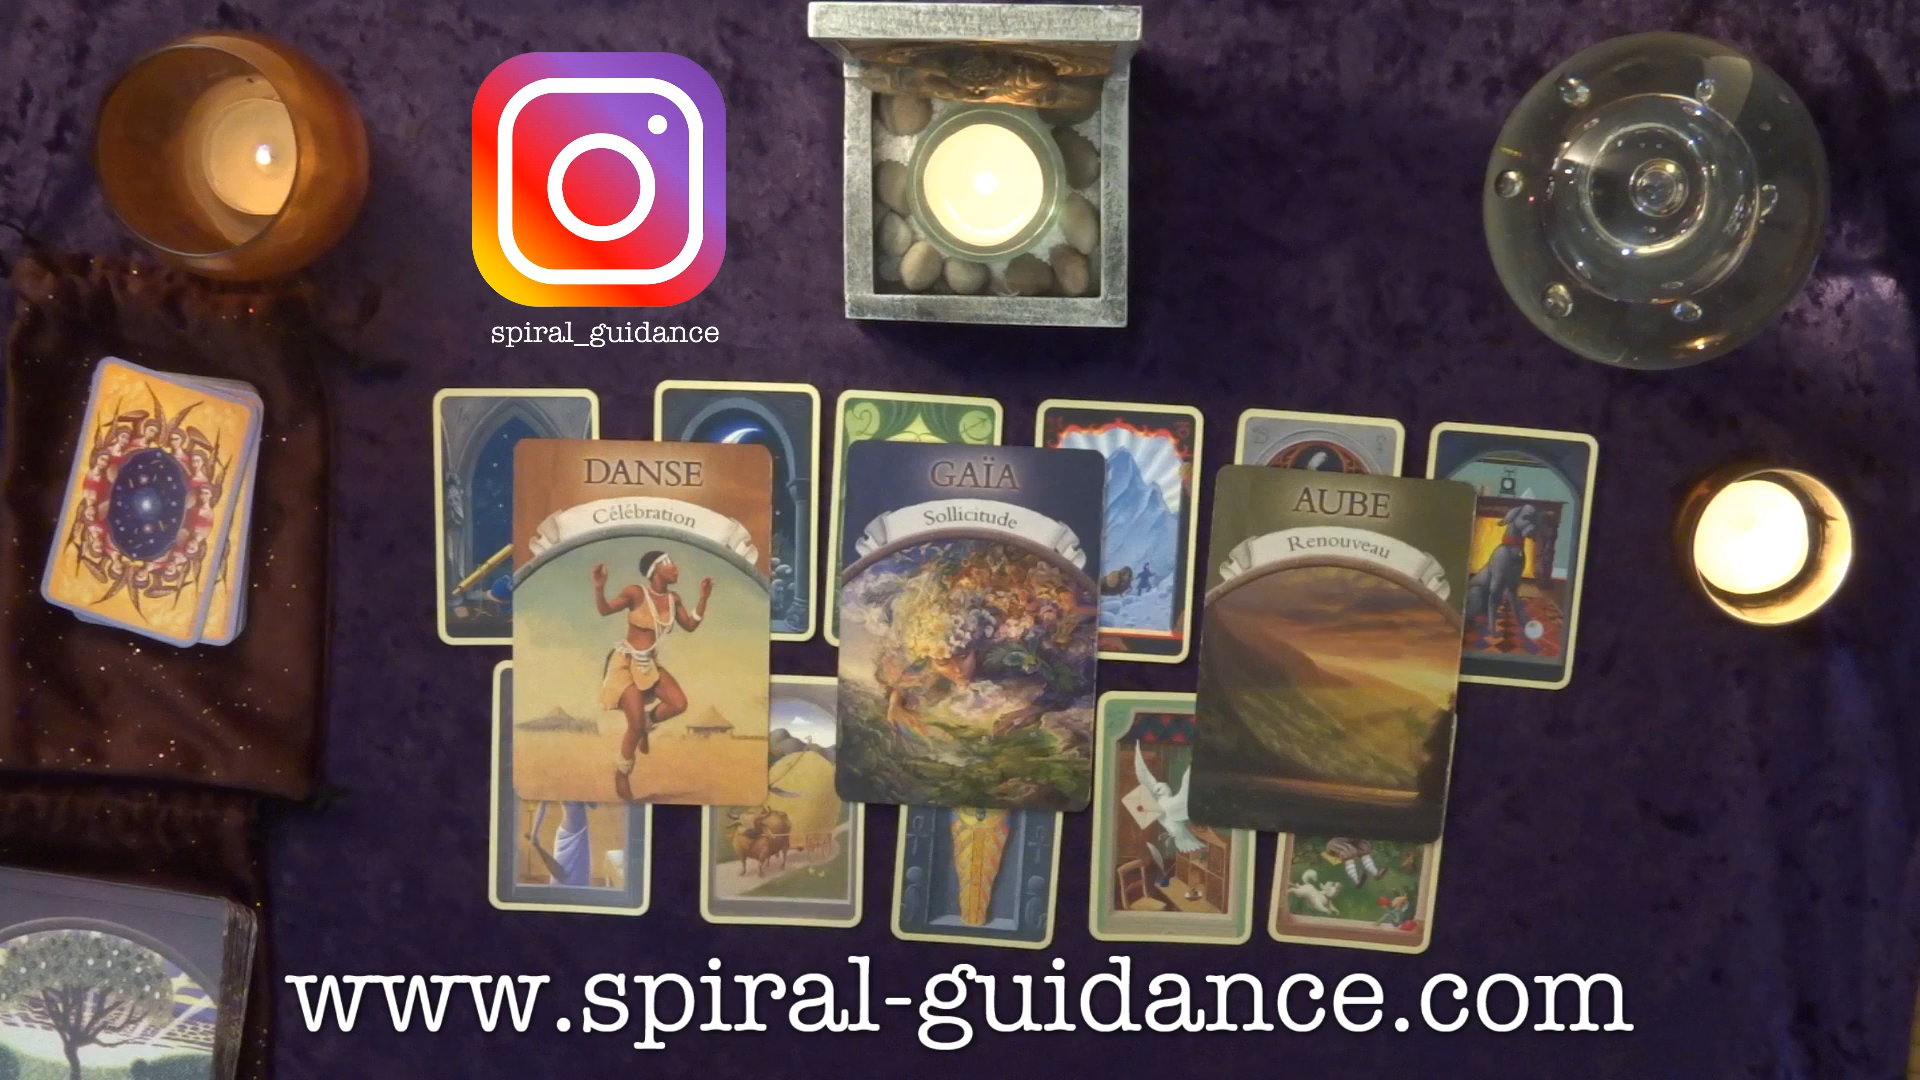 spiral_guidance
DANSE
Célébration
GAÏA
Sollicitude
AUBE
Renouveau
www.spiral-guidance.com